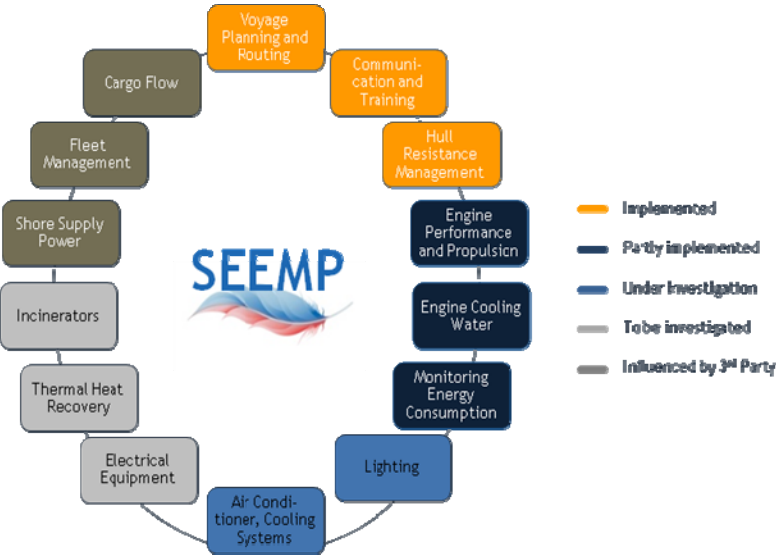 Voyage
Planning and
Routing
Communi-
cation and
Training
Hull
Resistance
Management
Engine
Performance
and Propulsion
Engine Cooling
Water
Monitoring
Energy
Consumption
Lighting
Air Condi-
tioner, Cooling
Systems
Electrical
Equipment
Thermal Heat
Recovery
Incinerators
Shore Supply
Power
Fleet
Management
Cargo Flow
SEEMP
Implemented
Partly implemented
Under investigation
To be investigated
Influenced by 3rd Party